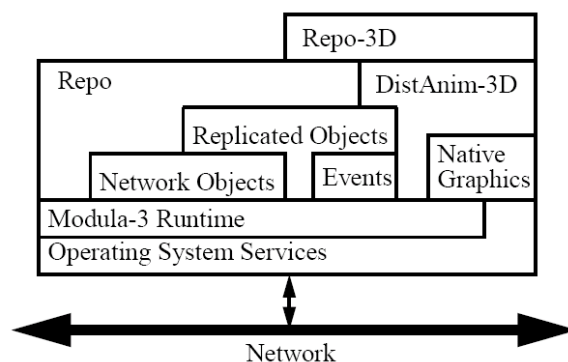 Repo-3D
Repo
DistAnim-3D
Replicated Objects
Native
Graphics
Network Objects
Events
Modula-3 Runtime
Operating System Services
Network